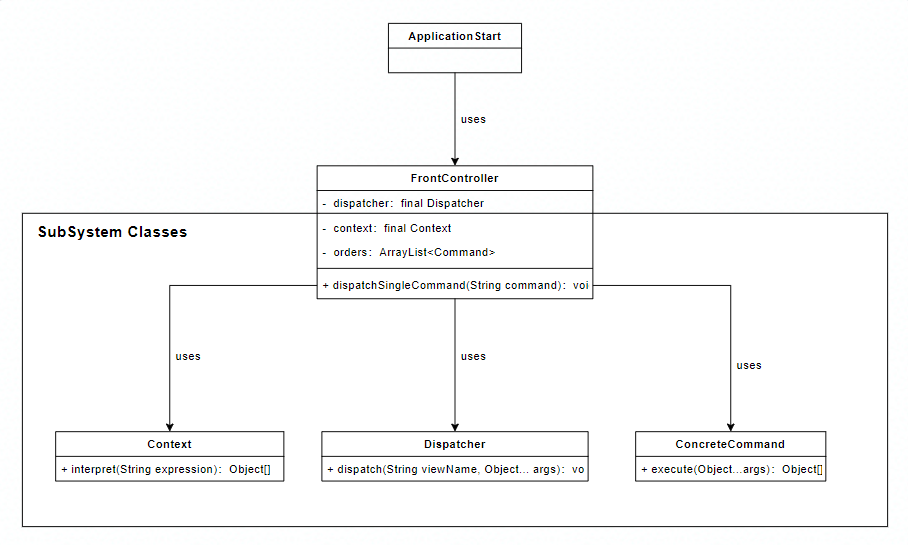 ApplicationStart
uses
FrontController
- dispatcher: final Dispatcher
SubSystem Classes
- context: final Context
- orders: ArrayList<Command>
+ dispatchSingleCommand(String command): voi
uses
uses
uses
Context
+ interpret(String expression): Object[]
Dispatcher
+ dispatch(String viewName, Object... args): vo
ConcreteCommand
+ execute(Object...args): Object[]